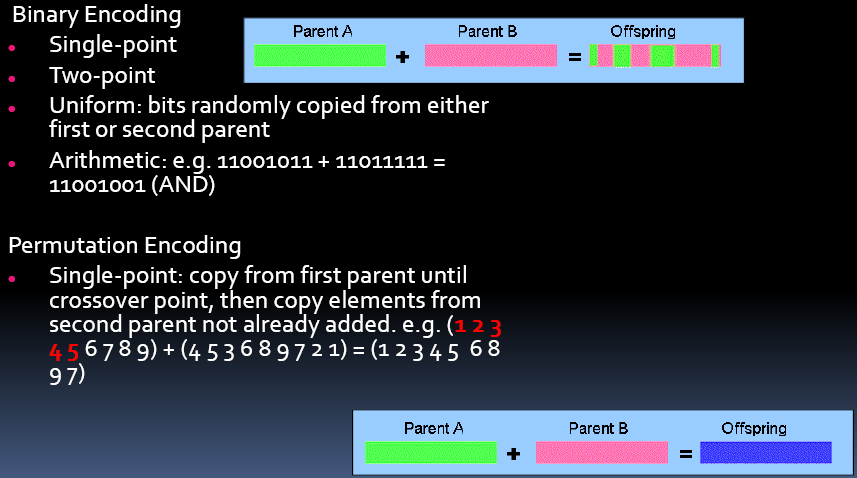 Binary Encoding
Parent A Parent B Offspring
+ =
• Single-point
• Two-point
• Uniform: bits randomly copied from either
first or second parent
• Arithmetic: e.g. 11001011 + 11011111 =
11001001 (AND)
Permutation Encoding
• Single-point: copy from first parent until
crossover point, then copy elements from
second parent not already added. e.g. (1 2 3
4 5 6 7 8 9) + (4 5 3 6 8 9 7 2 1) = (1 2 3 4 5 6 8
9 7)
Parent A Parent B Offspring
+ =